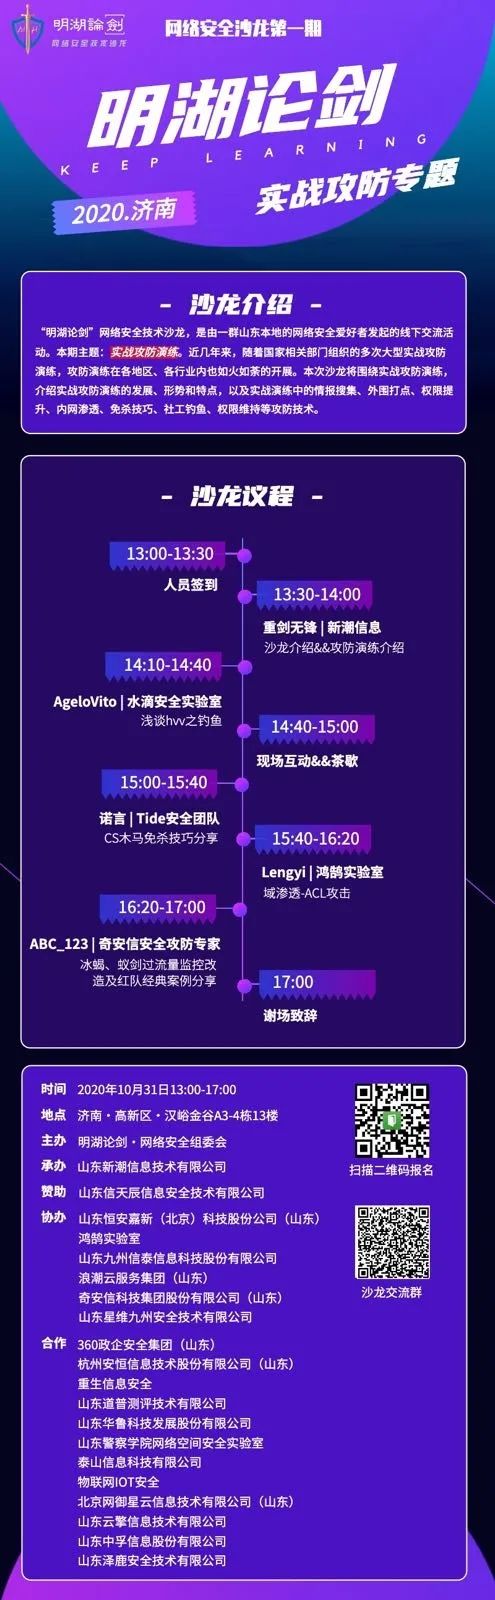 明湖論劍
网络安全技术沙龙
网络安全沙龙第一期
明湖论剑
KEEP LEARNING
2020.济南
实战攻防专题
- 沙龙介绍 -
“明湖论剑”网络安全技术沙龙，是由一群山东本地的网络安全爱好者发起的线下交流活
动。本期主题：实战攻防演练。近几年来，随着国家相关部门组织的多次大型实战攻防
演练，攻防演练在各地区、各行业内也如火如荼的开展。本次沙龙将围绕实战攻防演练，
介绍实战攻防演练的发展、形势和特点，以及实战演练中的情报搜集、外围打点、权限提
升、内网渗透、免杀技巧、社工钓鱼、权限维持等攻防技术。
- 沙龙议程 -
13:00-13:30
人员签到
13:30-14:00
重剑无锋 | 新潮信息
沙龙介绍&&攻防演练介绍
14:10-14:40
AgeloVito | 水滴安全实验室
浅谈hvv之钓鱼
14:40-15:00
现场互动&&茶歇
15:00-15:40
诺言 | Tide安全团队
CS木马免杀技巧分享
15:40-16:20
Lengyi | 鸿鹄实验室
域渗透-ACL攻击
16:20-17:00
ABC_123 | 奇安信安全攻防专家
冰蝎、蚁剑过流量监控改
造及红队经典案例分享
17:00
谢场致辞
时间 2020年10月31日13:00-17:00
地点 济南·高新区·汉峪金谷A3-4栋13楼
主办 明湖论剑·网络安全组委会
承办 山东新潮信息技术有限公司
赞助 山东信天辰信息安全技术有限公司
协办 山东恒安嘉新（北京）科技股份公司（山东）
鸿鹄实验室
山东九州信泰信息科技股份有限公司
浪潮云服务集团（山东）
奇安信科技集团股份有限公司（山东）
山东星维九州安全技术有限公司
合作 360政企安全集团（山东）
杭州安恒信息技术股份有限公司（山东）
重生信息安全
山东道普测评技术有限公司
山东华鲁科技发展股份有限公司
山东警察学院网络空间安全实验室
泰山信息科技有限公司
物联网IOT安全
北京网御星云信息技术有限公司（山东）
山东云擎信息技术有限公司
山东中孚信息股份有限公司
山东泽鹿安全技术有限公司
扫描二维码报名
沙龙交流群